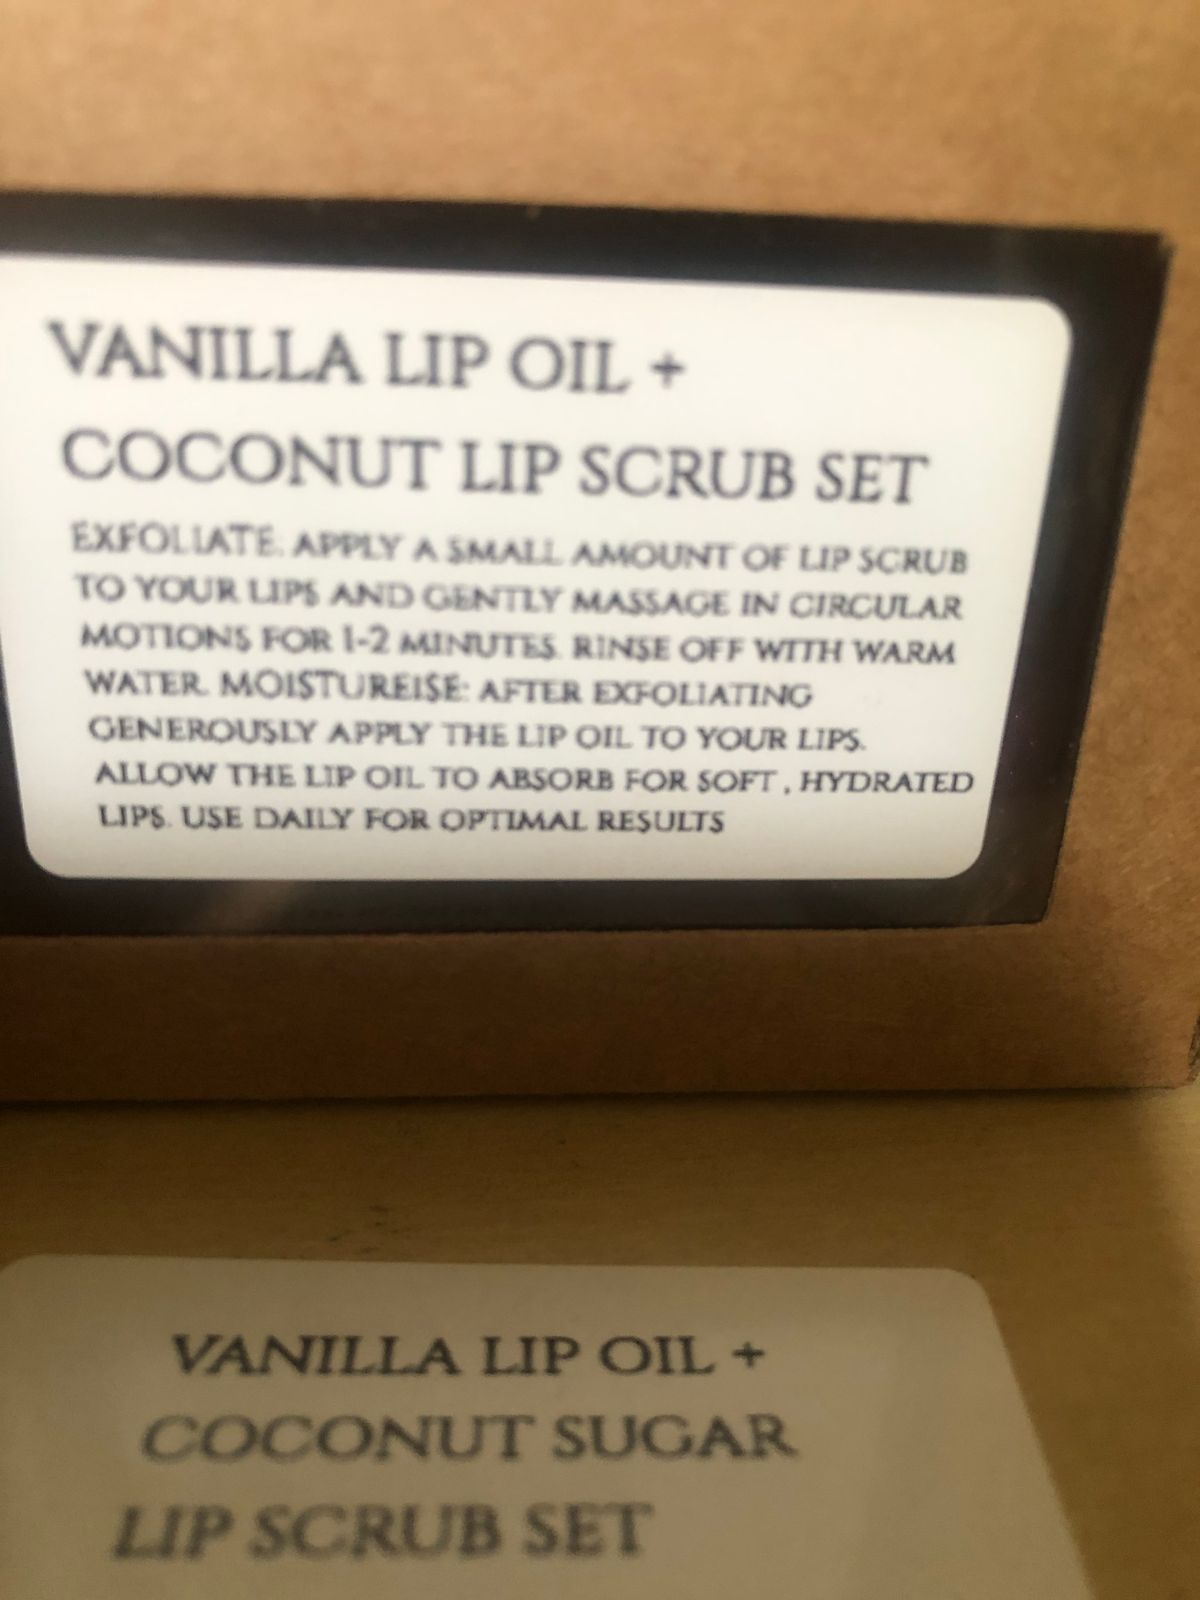 VANILLA LIP OIL +
COCONUT LIP SCRUB SET
EXFOLIATE: APPLY A SMALL AMOUNT OF LIP SCRUB
TO YOUR LIPS AND GENTLY MASSAGE IN CIRCULAR
MOTIONS FOR 1-2 MINUTES. RINSE OFF WITH WARM
WATER. MOISTUREISE: AFTER EXFOLIATING
GENEROUSLY APPLY THE LIP OIL TO YOUR LIPS.
ALLOW THE LIP OIL TO ABSORB FOR SOFT , HYDRATED
LIPS. USE DAILY FOR OPTIMAL RESULTS
VANILLA LIP OIL +
COCONUT SUGAR
LIP SCRUB SET